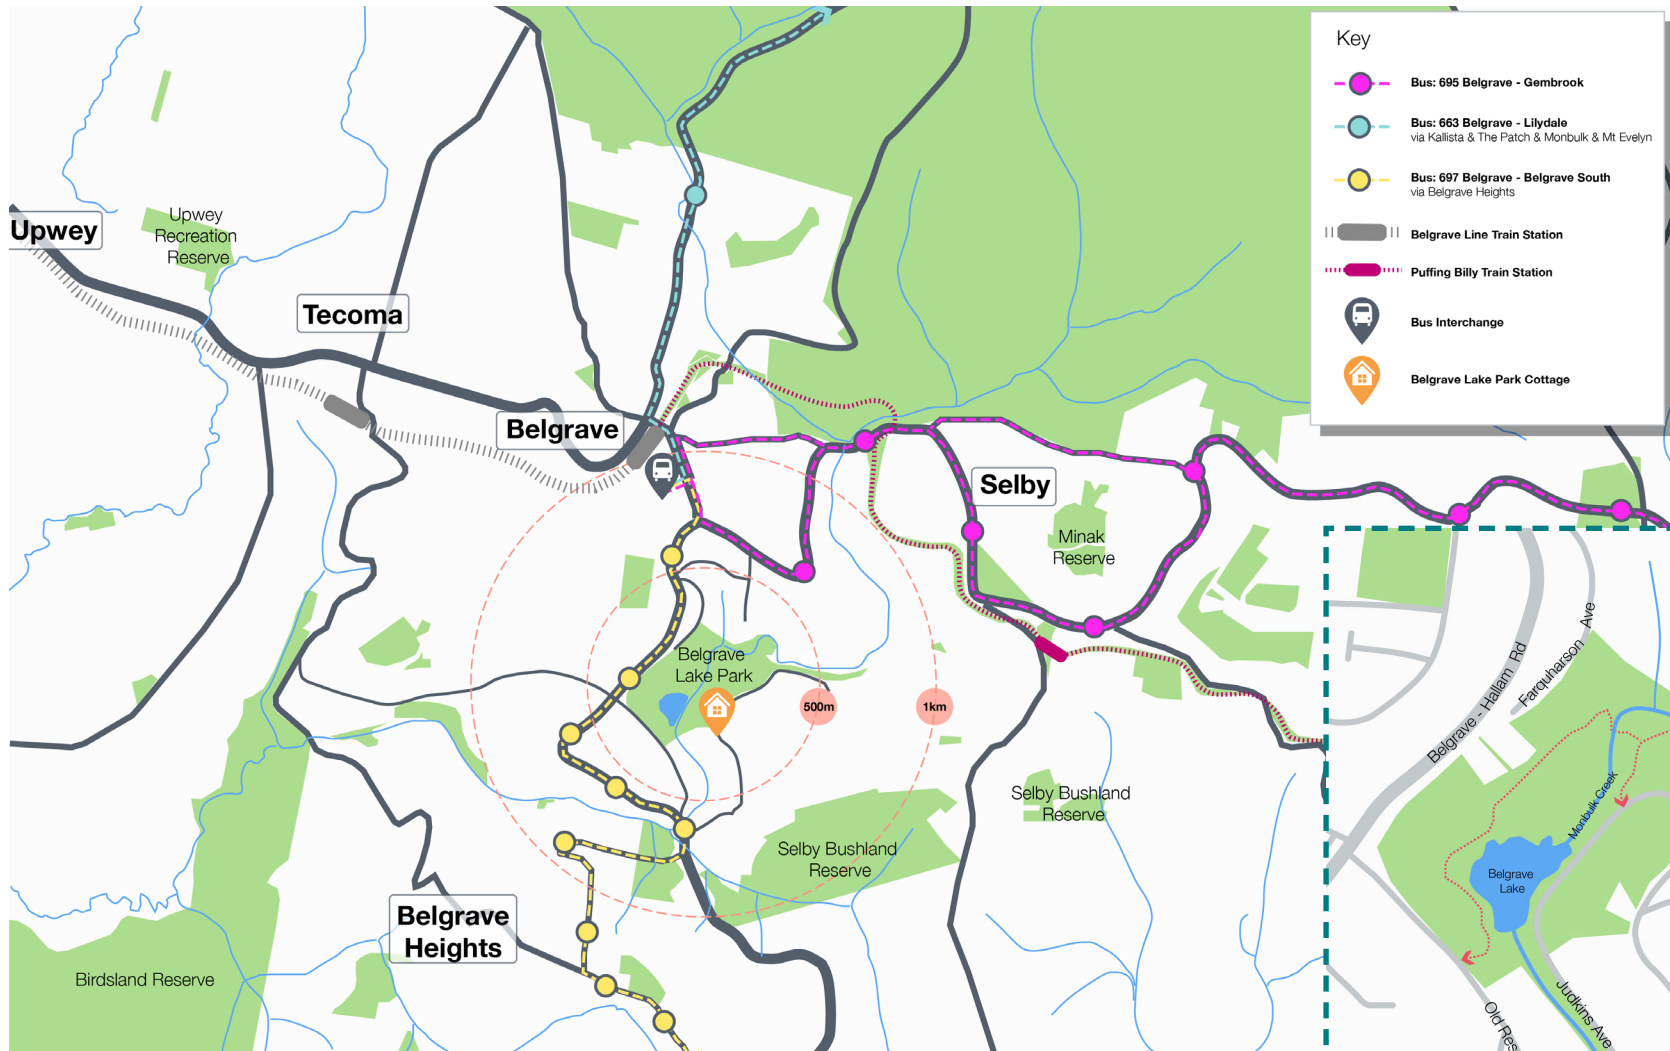 Key
Bus: 695 Belgrave - Gembrook
Bus: 663 Belgrave - Lilydale
via Kallista & The Patch & Monbulk & Mt Evelyn
Bus: 697 Belgrave - Belgrave South
via Belgrave Heights
Belgrave Line Train Station
Puffing Billy Train Station
Bus Interchange
Belgrave Lake Park Cottage
Upwey
Upwey
Recreation
Reserve
Tecoma
Belgrave
Selby
Minak
Reserve
Belgrave
Lake Park
500m
1km
Selby Bushland
Reserve
Selby Bushland
Reserve
Belgrave
Heights
Birdsland Reserve
Belgrave - Hallam Rd
Farquharson Ave
Monbulk Creek
Belgrave
Lake
Judkins Ave
Old Res